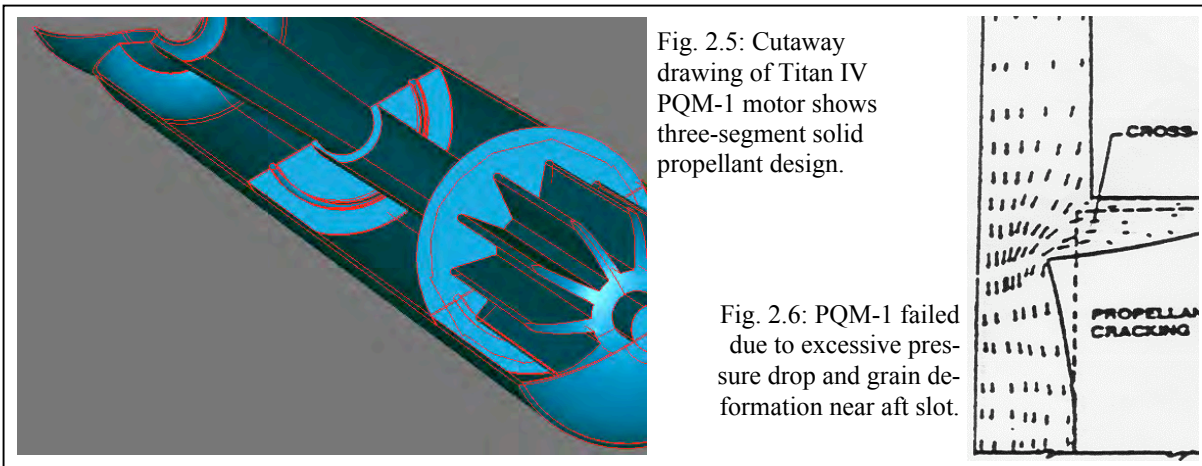 Fig. 2.5: Cutaway
drawing of Titan IV
PQM-1 motor shows
three-segment solid
propellant design.
CROSS-
Fig. 2.6: PQM-1 failed
due to excessive pres-
sure drop and grain de-
formation near aft slot.
PROPELLAN
CRACKING